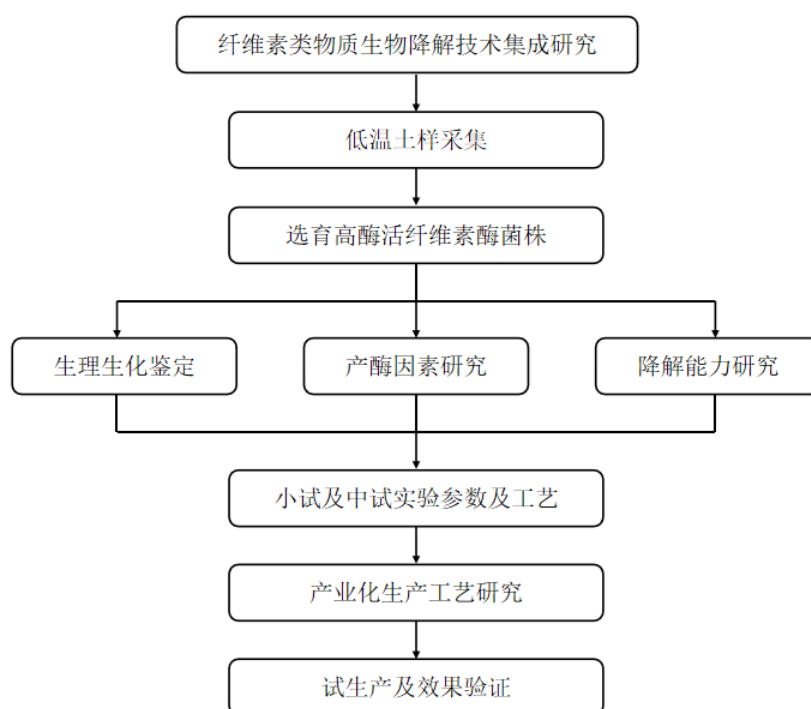 纤维素类物质生物降解技术集成研究
低温土样采集
选育高酶活纤维素酶菌株
生理生化鉴定
产酶因素研究
降解能力研究
小试及中试实验参数及工艺
产业化生产工艺研究
试生产及效果验证